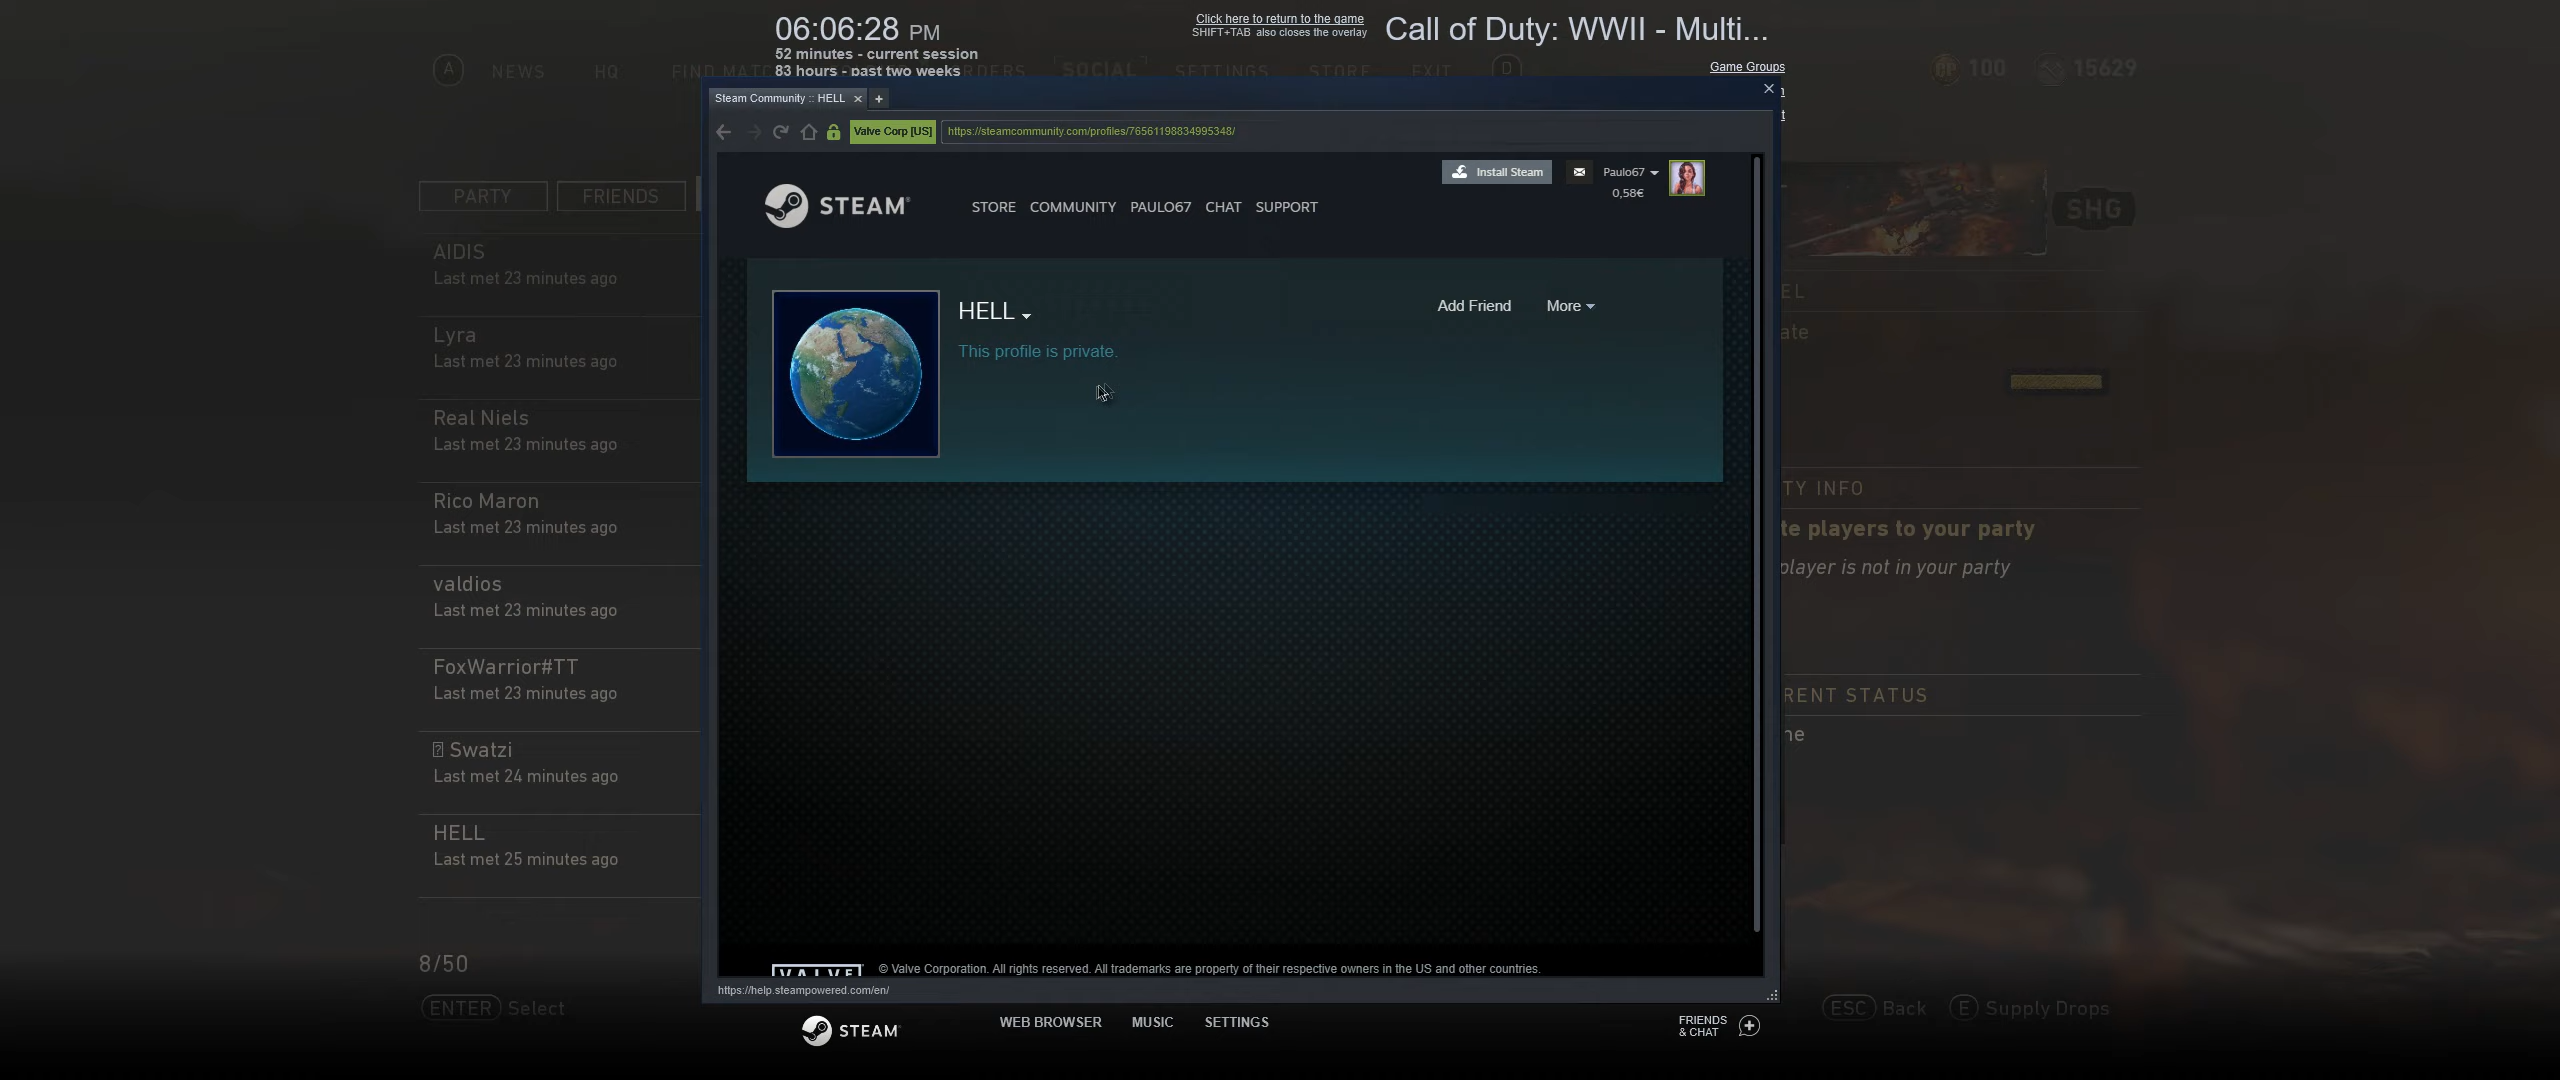 06:06:28 PM
52 minutes - current session
83 hours - past two weeks
Click here to return to the game
SHIFT+TAB also closes the overlay
Call of Duty: WWII - Multi...
Game Groups
A NEWS HQ FIND MATC ORDERS SOCIAL SETTINGS STORE EXIT D
100 15629
Steam Community :: HELL × +
Valve Corp [US] https://steamcommunity.com/profiles/76561198834995348/
Install Steam
Paulo67
0,58€
STEAM®
STORE COMMUNITY PAULO67 CHAT SUPPORT
HELL
This profile is private.
Add Friend More
PARTY FRIENDS
AIDIS
Last met 23 minutes ago
Lyra
Last met 23 minutes ago
Real Niels
Last met 23 minutes ago
Rico Maron
Last met 23 minutes ago
valdios
Last met 23 minutes ago
FoxWarrior#TT
Last met 23 minutes ago
Swatzi
Last met 24 minutes ago
HELL
Last met 25 minutes ago
8/50
ENTER Select
SHG
EL
ate
TY INFO
te players to your party
player is not in your party
RENT STATUS
ne
VALVE © Valve Corporation. All rights reserved. All trademarks are property of their respective owners in the US and other countries.
https://help.steampowered.com/en/
ESC Back E Supply Drops
STEAM
WEB BROWSER MUSIC SETTINGS
FRIENDS
& CHAT